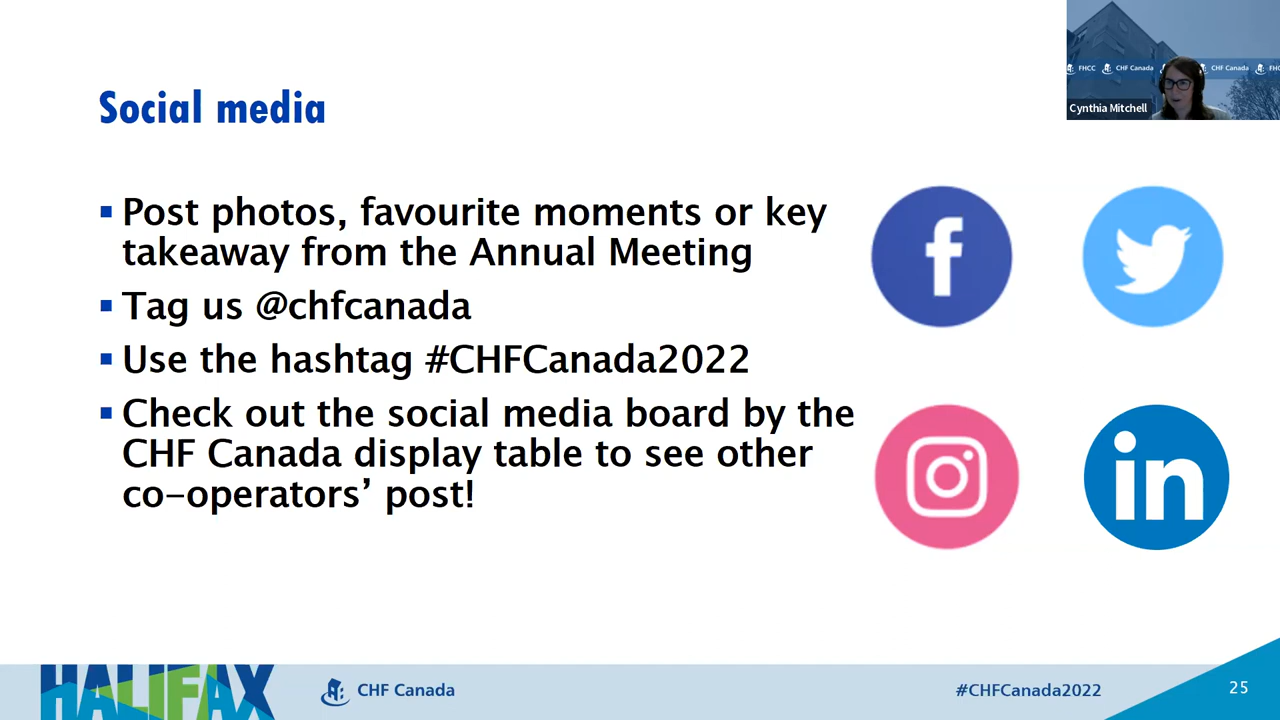 FHCC CHF Canada CHF Canada
Cynthia Mitchell
Social media
Post photos, favourite moments or key
takeaway from the Annual Meeting
Tag us @chfcanada
Use the hashtag #CHFCanada2022
Check out the social media board by the
CHF Canada display table to see other
co-operators’ post!
f
in
HALIFAX
CHF Canada
#CHFCanada2022
25